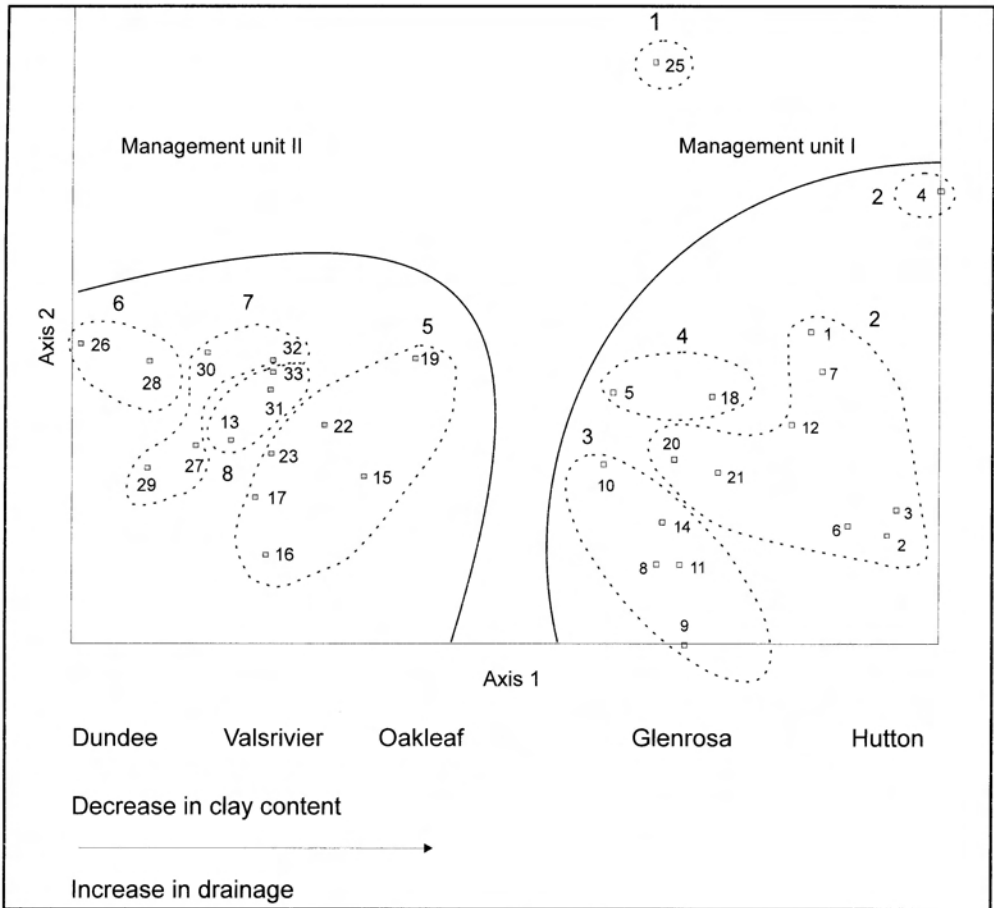 1
25
Management unit II Management unit I
2 4
6 7 5 4 2
1
26 30 32 19 7
28 33
31 5 18
13 22 12
3 20
27 23 10 21
29 8 15
17 14 3
6 2
16 8 11
9
Axis 2
Axis 1
Dundee Valsrivier Oakleaf Glenrosa Hutton
Decrease in clay content
Increase in drainage